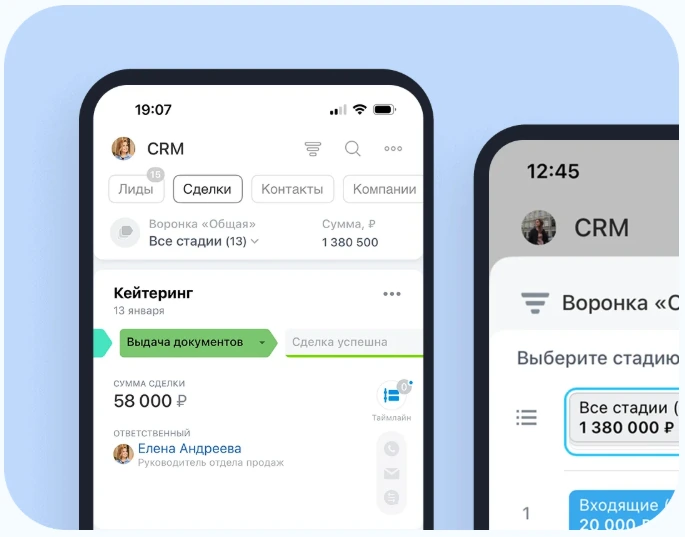 19:07
CRM
15
Лиды
Сделки
Контакты
Компании
Воронка «Общая»
Все стадии (13)
Сумма, ₽
1 380 500
Кейтеринг
13 января
Выдача документов
Сделка успешна
СУММА СДЕЛКИ
58 000 ₽
0
Таймлайн
ОТВЕТСТВЕННЫЙ
Елена Андреева
Руководитель отдела продаж
12:45
CRM
Воронка «О
Выберите стадию
Все стадии (
1 380 000 ₽
1
Входящие (
20 000 ₽